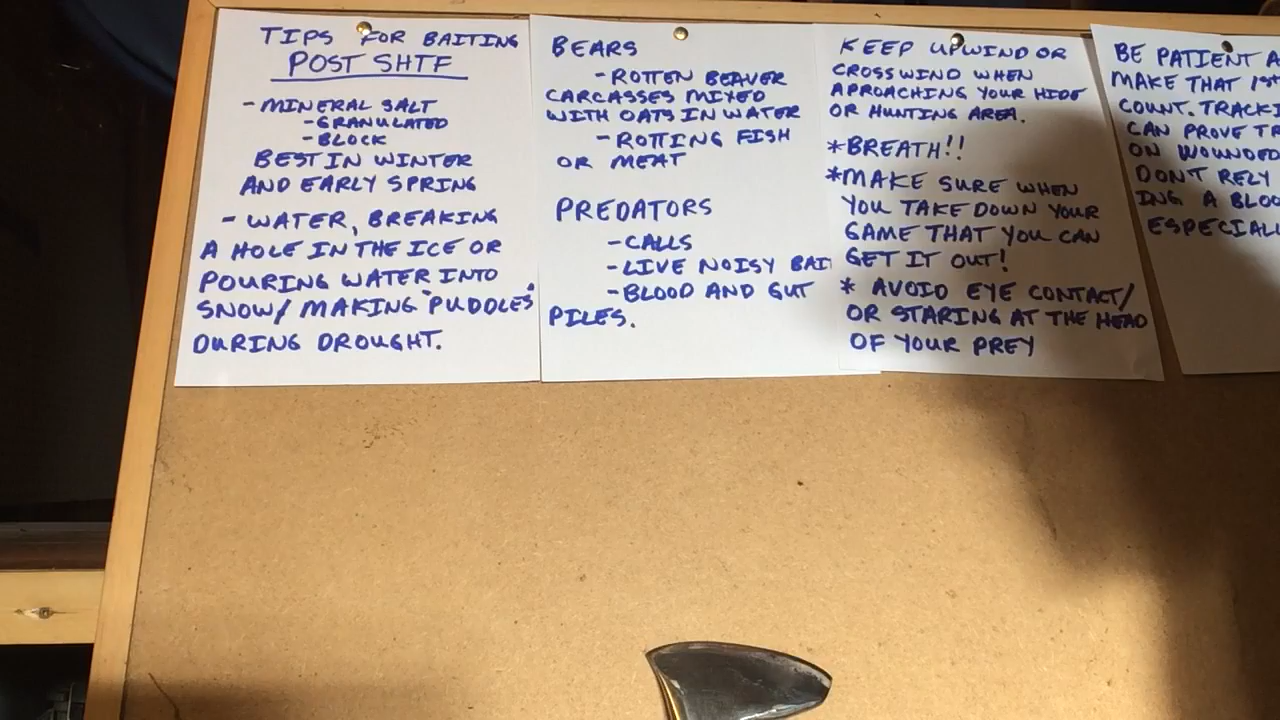 TIPS FOR BAITING
POST SHTF
- MINERAL SALT
- GRANULATED
- BLOCK
BEST IN WINTER
AND EARLY SPRING
- WATER, BREAKING
A HOLE IN THE ICE OR
POURING WATER INTO
SNOW/ MAKING "PUDDLES"
DURING DROUGHT.
BEARS
- ROTTEN BEAVER
CARCASSES MIXED
WITH OATS IN WATER
- ROTTING FISH
OR MEAT
PREDATORS
- CALLS
- LIVE NOISY BAI
- BLOOD AND GUT
PILES.
KEEP UPWIND OR
CROSSWIND WHEN
APROACHING YOUR HIDE
OR HUNTING AREA.
*BREATH!!
*MAKE SURE WHEN
YOU TAKE DOWN YOUR
GAME THAT YOU CAN
GET IT OUT!
* AVOID EYE CONTACT/
OR STARING AT THE HEAD
OF YOUR PREY
BE PATIENT A
MAKE THAT 1ST
COUNT. TRACKI
CAN PROVE TR
ON WOUNDED
DONT RELY
ING A BLOO
ESPECIALL